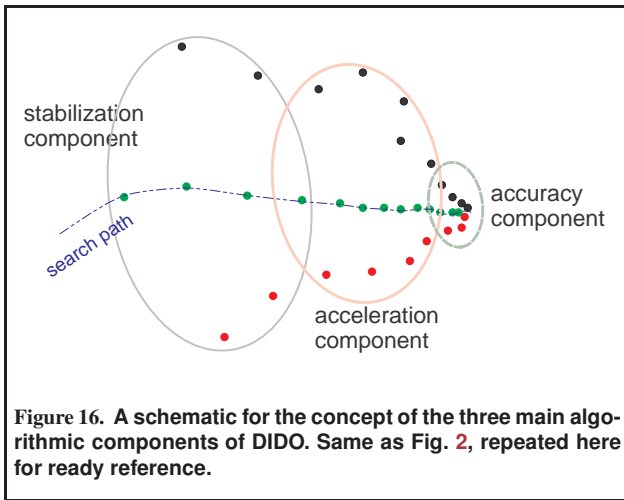 stabilization
component
search path
accuracy
component
acceleration
component
Figure 16. A schematic for the concept of the three main algo-
rithmic components of DIDO. Same as Fig. 2, repeated here
for ready reference.